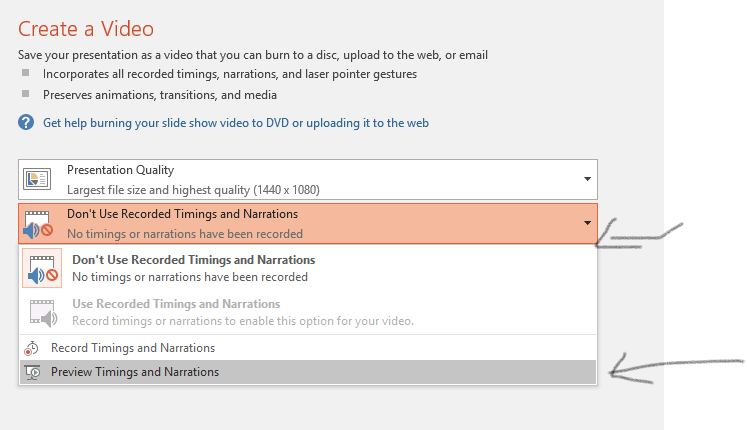 Create a Video
Save your presentation as a video that you can burn to a disc, upload to the web, or email
Incorporates all recorded timings, narrations, and laser pointer gestures
Preserves animations, transitions, and media
? Get help burning your slide show video to DVD or uploading it to the web
Presentation Quality
Largest file size and highest quality (1440 x 1080)
Don't Use Recorded Timings and Narrations
No timings or narrations have been recorded
Don't Use Recorded Timings and Narrations
No timings or narrations have been recorded
Use Recorded Timings and Narrations
Record timings or narrations to enable this option for your video.
Record Timings and Narrations
Preview Timings and Narrations